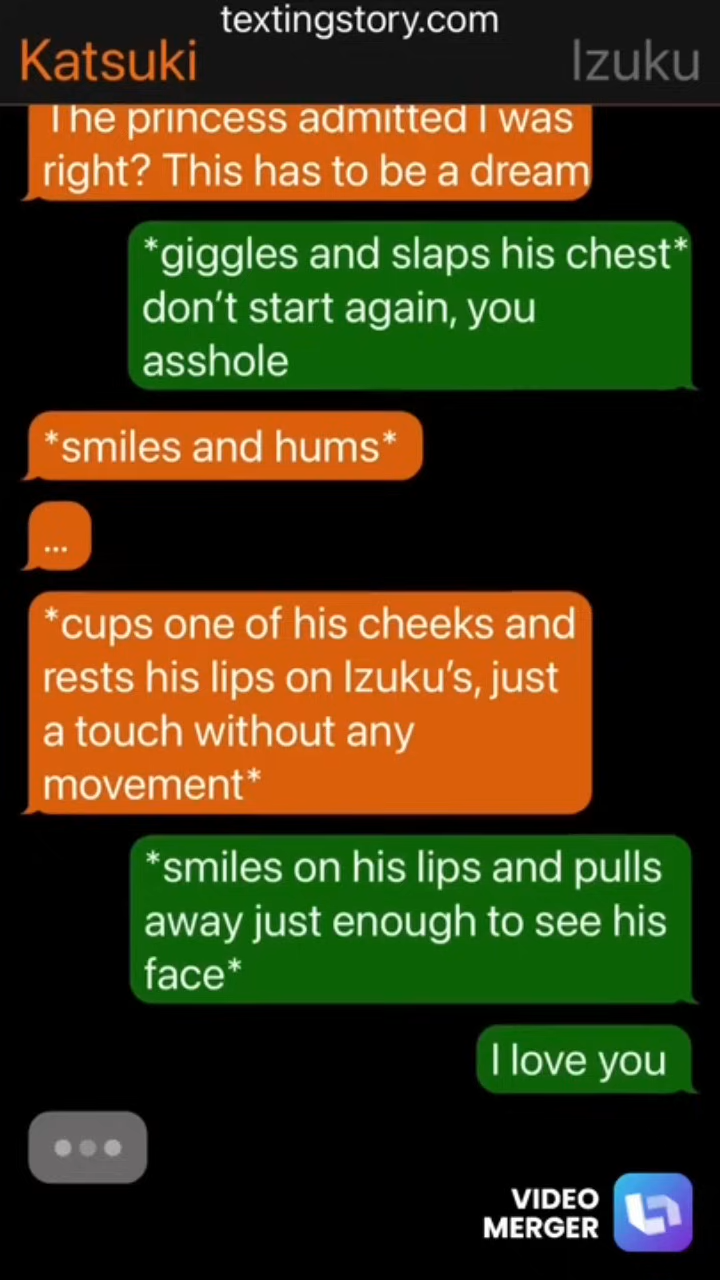 textingstory.com
Katsuki
Izuku
The princess admitted I was
right? This has to be a dream
*giggles and slaps his chest*
don’t start again, you
asshole
*smiles and hums*
...
*cups one of his cheeks and
rests his lips on Izuku’s, just
a touch without any
movement*
*smiles on his lips and pulls
away just enough to see his
face*
I love you
VIDEO
MERGER